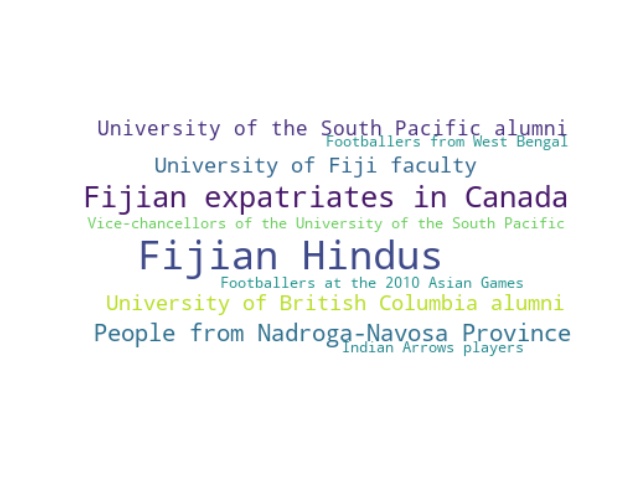 University of the South Pacific alumni
Footballers from West Bengal
University of Fiji faculty
Fijian expatriates in Canada
Vice-chancellors of the University of the South Pacific
Fijian Hindus
Footballers at the 2010 Asian Games
University of British Columbia alumni
People from Nadroga-Navosa Province
Indian Arrows players